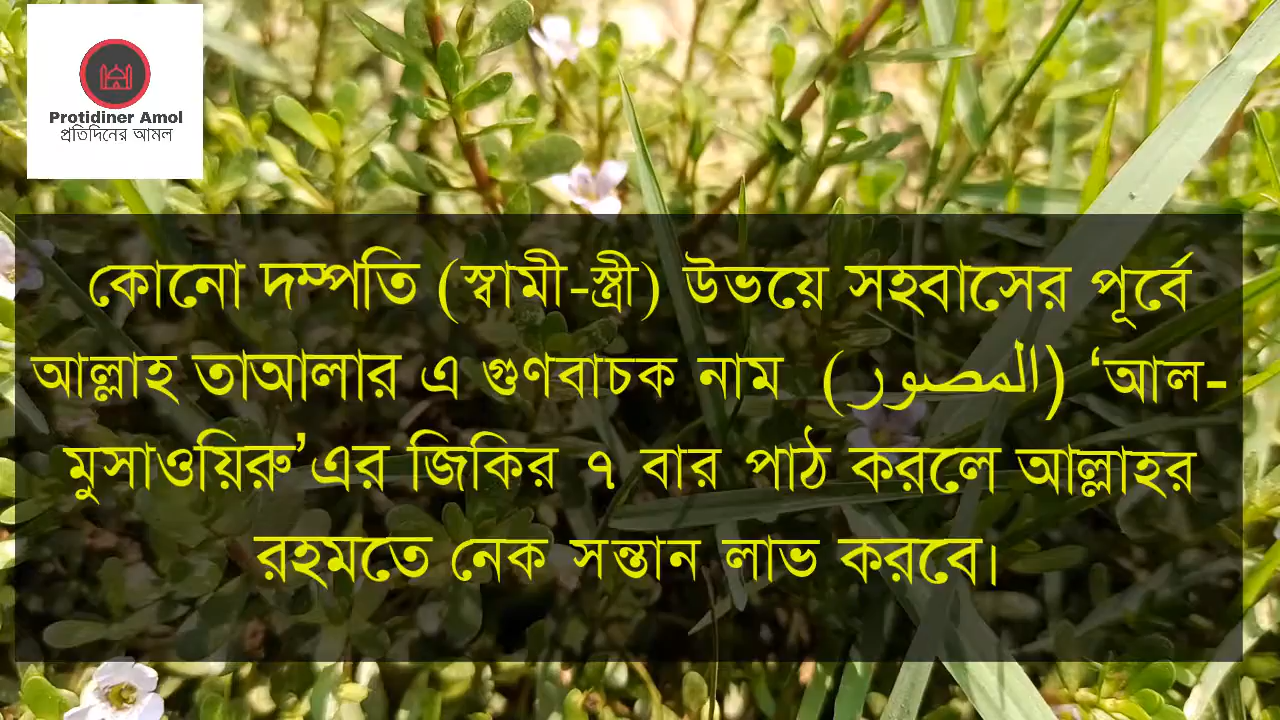 Protidiner Amol
প্রতিদিনের আমল
কোনো দম্পতি (স্বামী-স্ত্রী) উভয়ে সহবাসের পূর্বে
আল্লাহ তাআলার এ গুণবাচক নাম (المصور) ‘আল-
মুসাওয়িরু’এর জিকির ৭ বার পাঠ করলে আল্লাহর
রহমতে নেক সন্তান লাভ করবে।